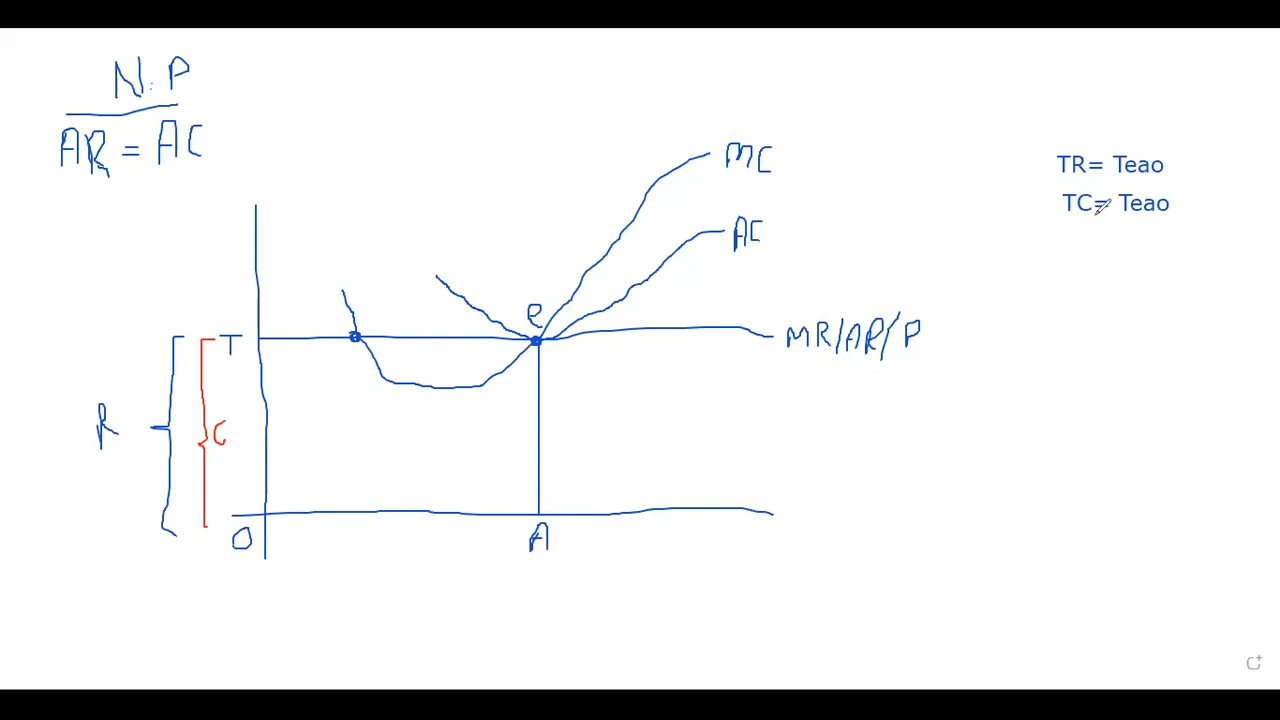 N.P
AR = AC
MC
TR= Teao
TC= Teao
AC
e
T
MR/AR/P
R
C
O
A